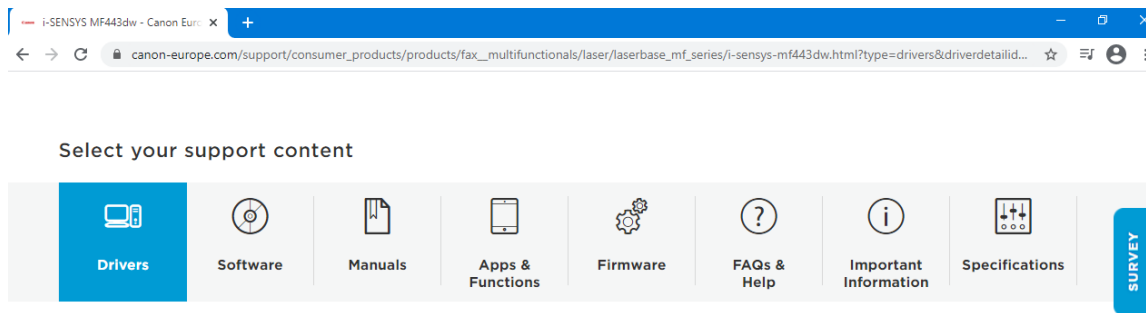 i-SENSYS MF443dw - Canon Euro
canon-europe.com/support/consumer_products/products/fax__multifunctionals/laser/laserbase_mf_series/i-sensys-mf443dw.html?type=drivers&driverdetailid...
Select your support content
Drivers
Software
Manuals
Apps &
Functions
Firmware
FAQs &
Help
Important
Information
Specifications
SURVEY